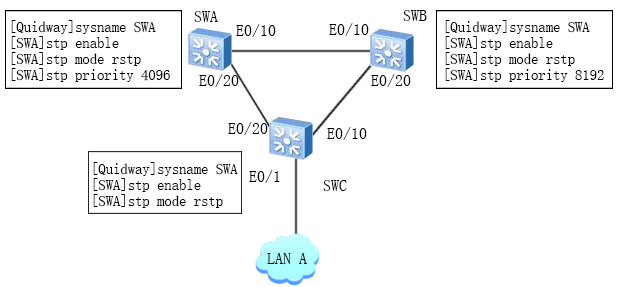 [Quidway]sysname SWA
[SWA]stp enable
[SWA]stp mode rstp
[SWA]stp priority 4096
SWA
E0/10
E0/20
SWB
E0/10
E0/20
[Quidway]sysname SWA
[SWA]stp enable
[SWA]stp mode rstp
[SWA]stp priority 8192
E0/20
E0/10
[Quidway]sysname SWA
[SWA]stp enable
[SWA]stp mode rstp
E0/1
SWC
LAN A